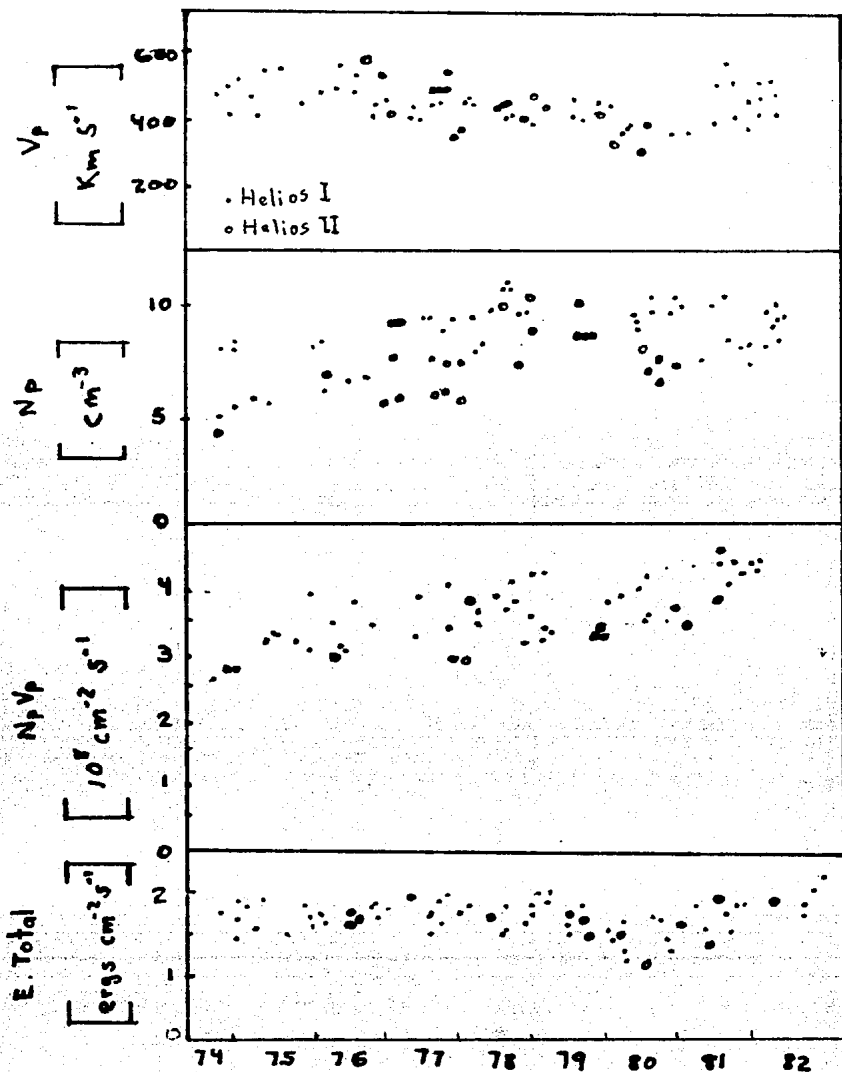 600
400
200
Vp
[Km s⁻¹]
• Helios I
o Helios II
10
5
0
Np
[cm⁻³]
4
3
2
1
0
NpVp
[10⁸ cm⁻² s⁻¹]
2
1
0
E. Total
[ergs cm⁻² s⁻¹]
74 75 76 77 78 79 80 81 82